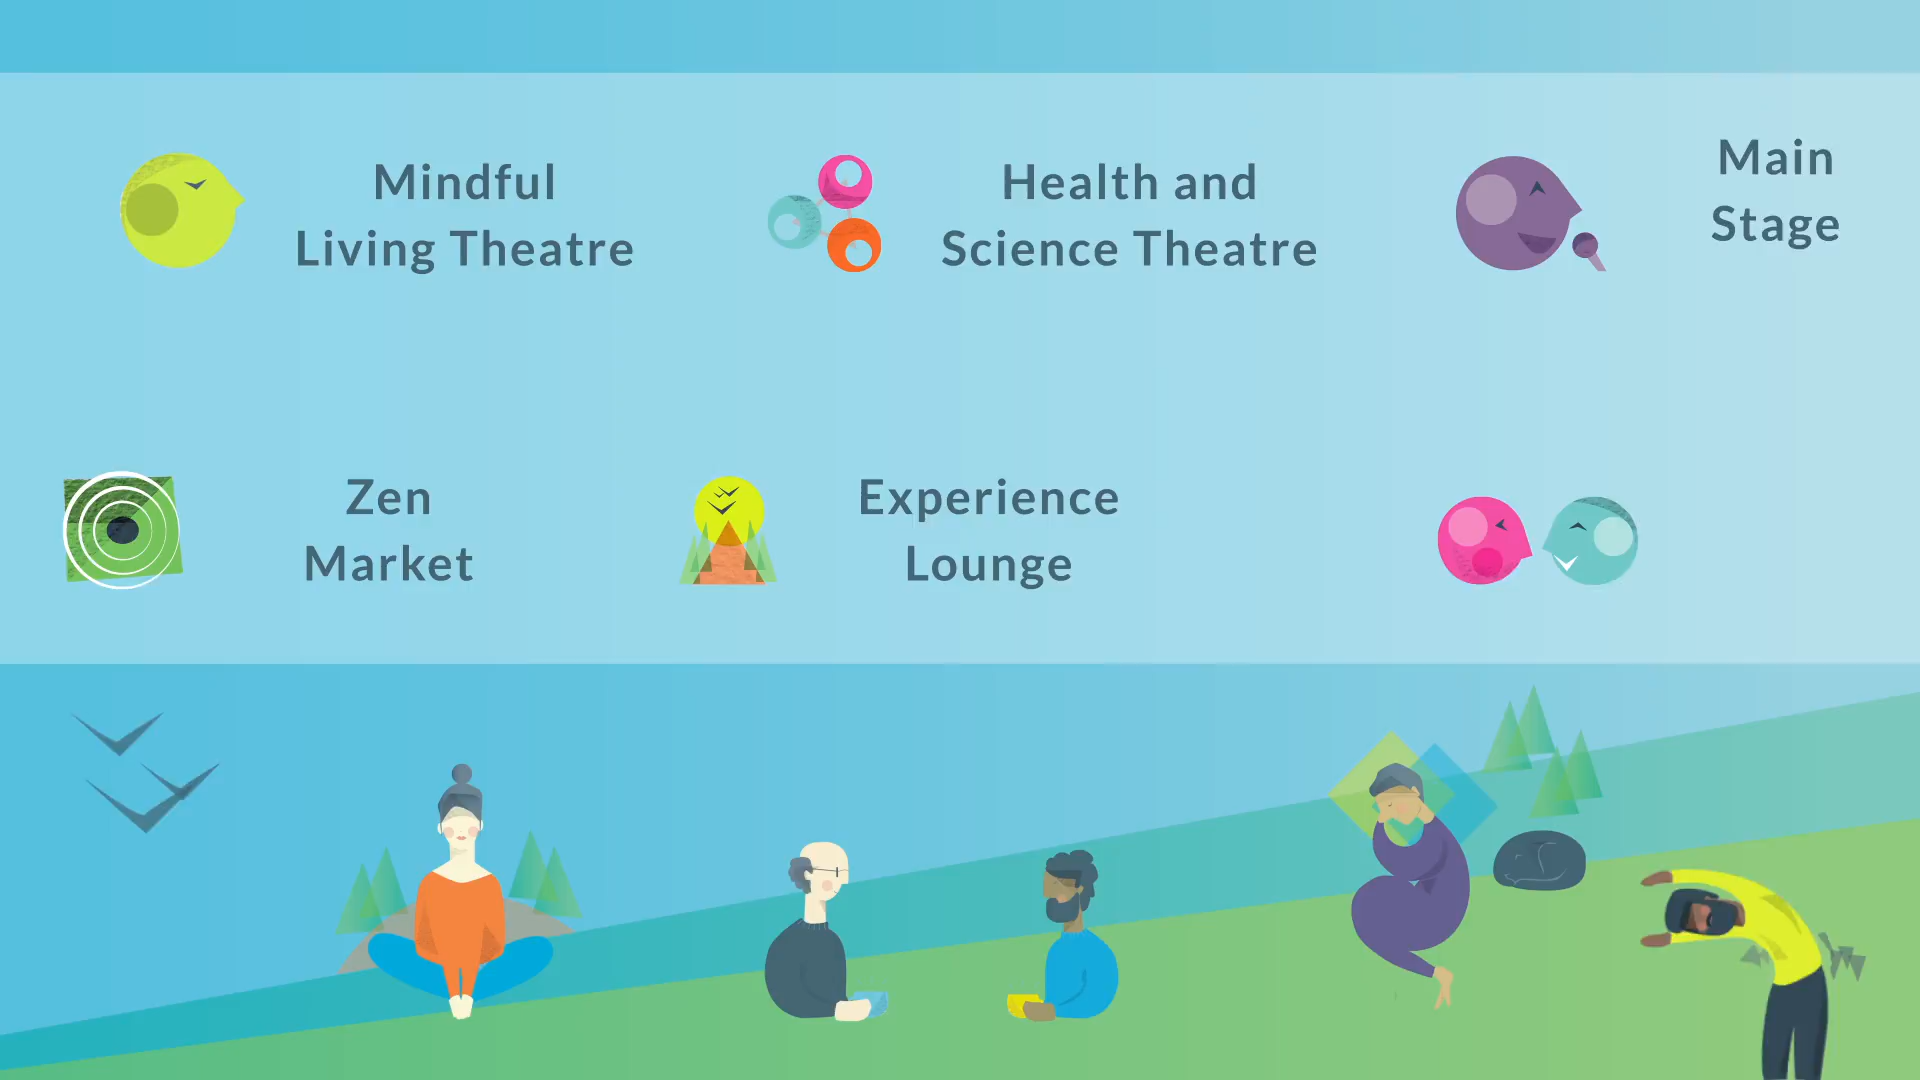 Mindful
Living Theatre
Health and
Science Theatre
Main
Stage
Zen
Market
Experience
Lounge